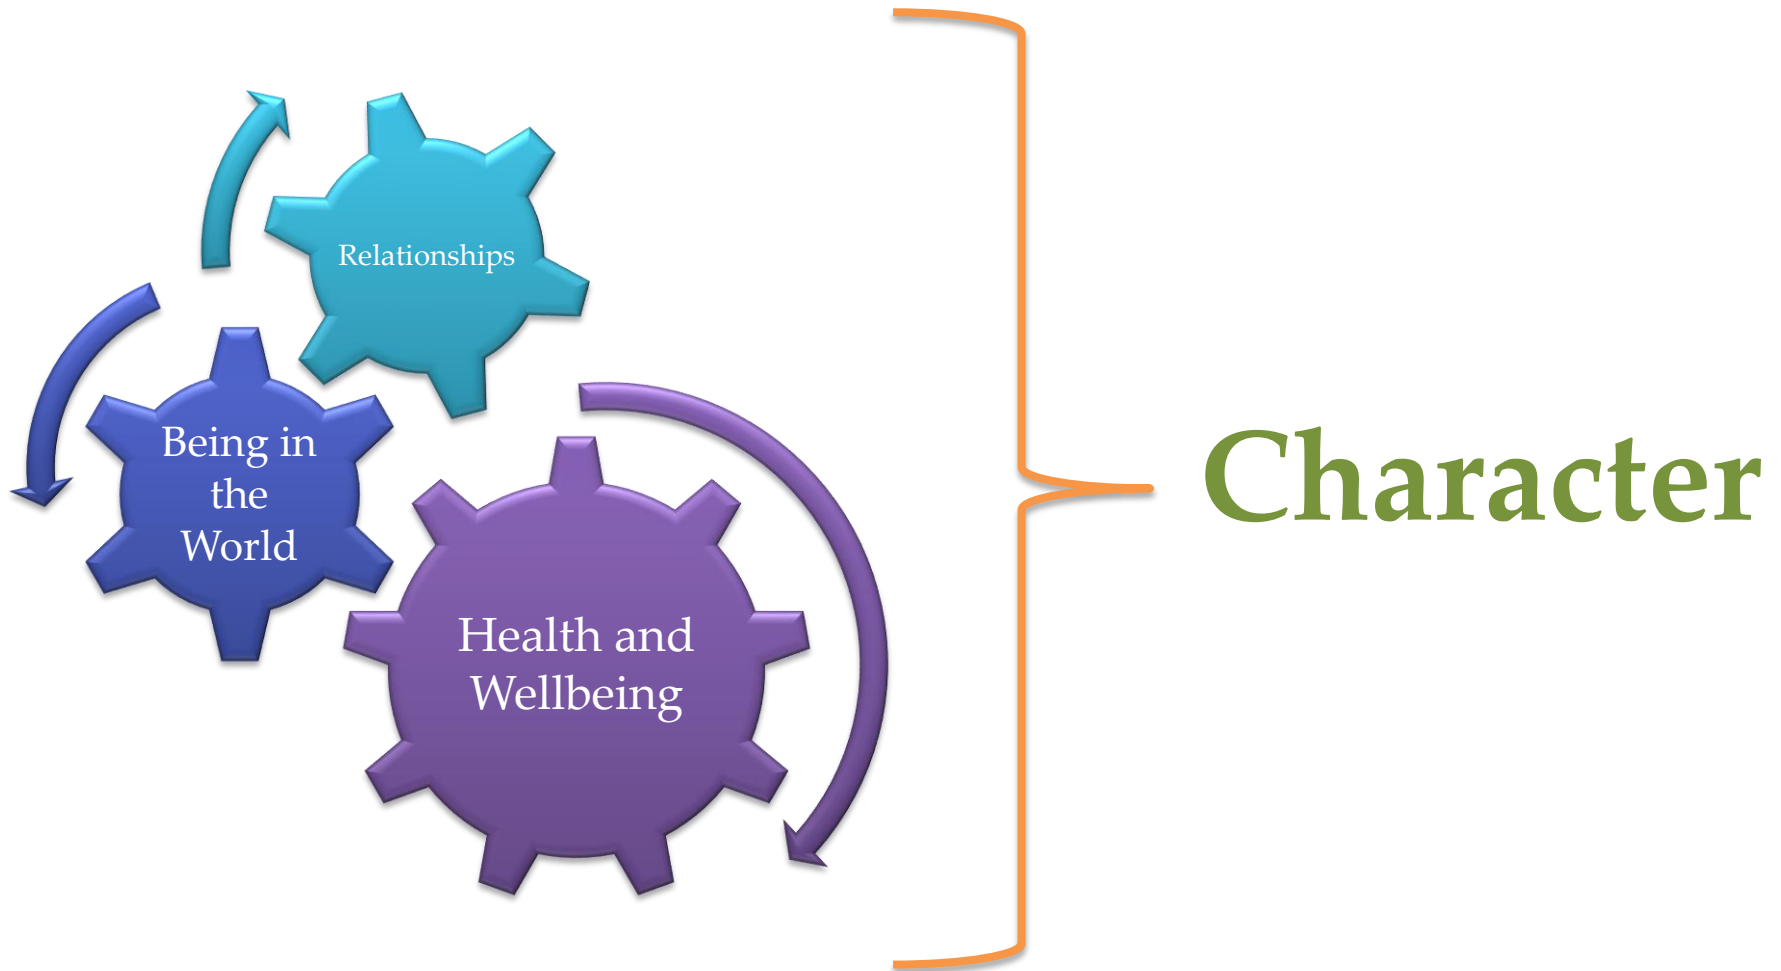 Relationships
Being in
the
World
Health and
Wellbeing
Character